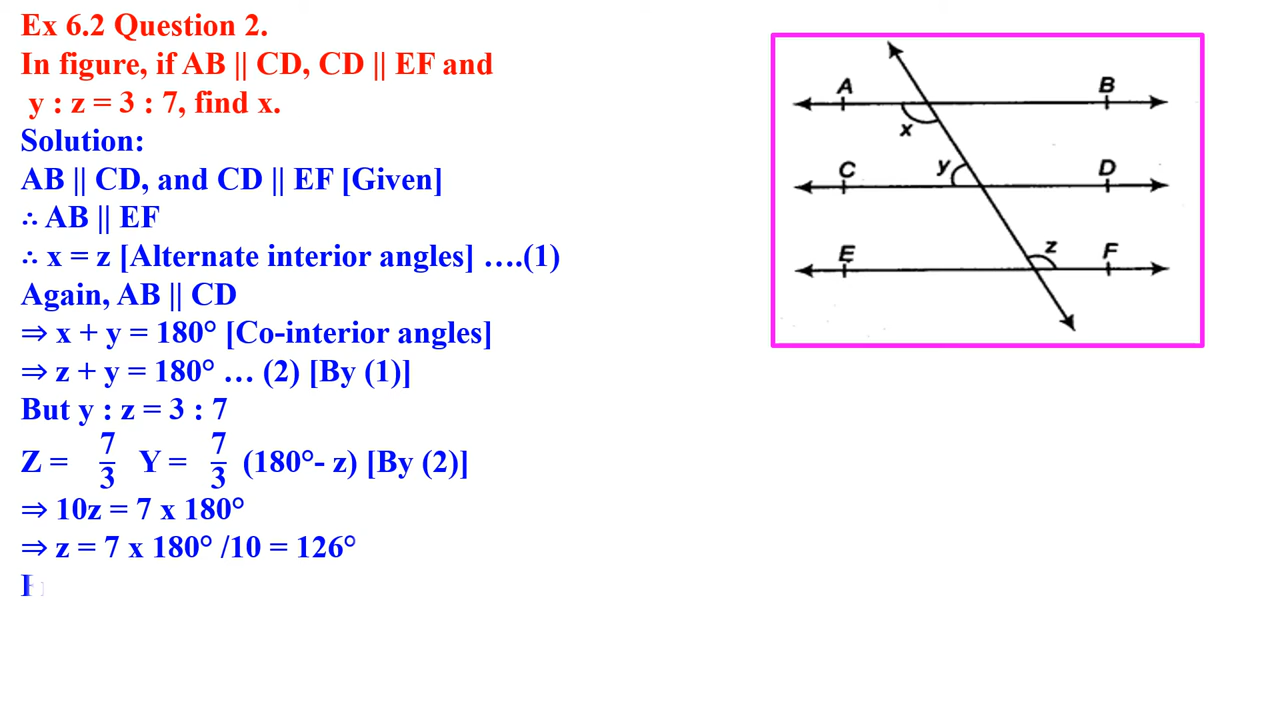 Ex 6.2 Question 2.
In figure, if AB || CD, CD || EF and
y : z = 3 : 7, find x.
Solution:
AB || CD, and CD || EF [Given]
∴ AB || EF
∴ x = z [Alternate interior angles] ….(1)
Again, AB || CD
⇒ x + y = 180° [Co-interior angles]
⇒ z + y = 180° … (2) [By (1)]
But y : z = 3 : 7
Z = 7/3 Y = 7/3 (180°- z) [By (2)]
⇒ 10z = 7 x 180°
⇒ z = 7 x 180° /10 = 126°
A B
x
C y D
E z F